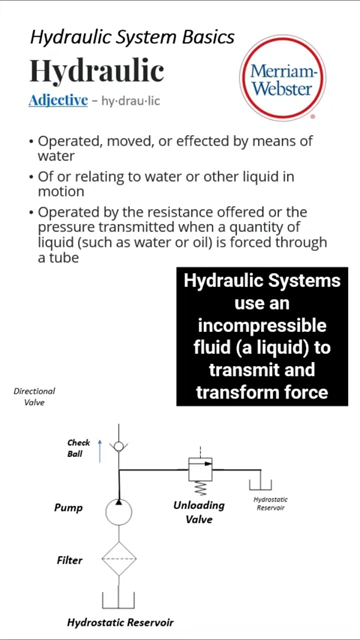 Hydraulic System Basics
Hydraulic
Adjective – hy·drau·lic
Merriam-
Webster
®
• Operated, moved, or effected by means of
water
• Of or relating to water or other liquid in
motion
• Operated by the resistance offered or the
pressure transmitted when a quantity of
liquid (such as water or oil) is forced through
a tube
Hydraulic Systems
use an
incompressible
fluid (a liquid) to
transmit and
transform force
Directional
Valve
Check
Ball
Pump
Unloading
Valve
Hydrostatic
Reservoir
Filter
Hydrostatic Reservoir